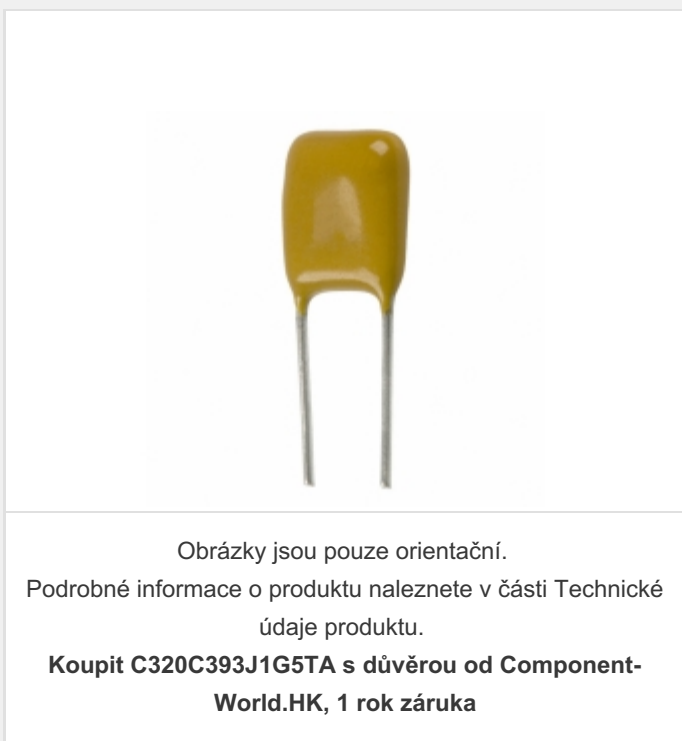 Obrázky jsou pouze orientační.
Podrobné informace o produktu naleznete v části Technické
údaje produktu.
Koupit C320C393J1G5TA s důvěrou od Component-
World.HK, 1 rok záruka